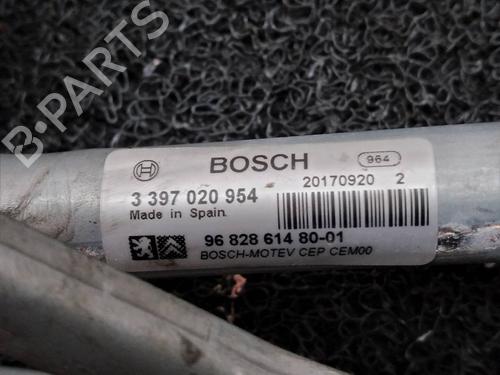 B-PARTS
BOSCH
964
3 397 020 954
20170920 2
Made in Spain
96 828 614 80-01
BOSCH-MOTEV CEP CEM00